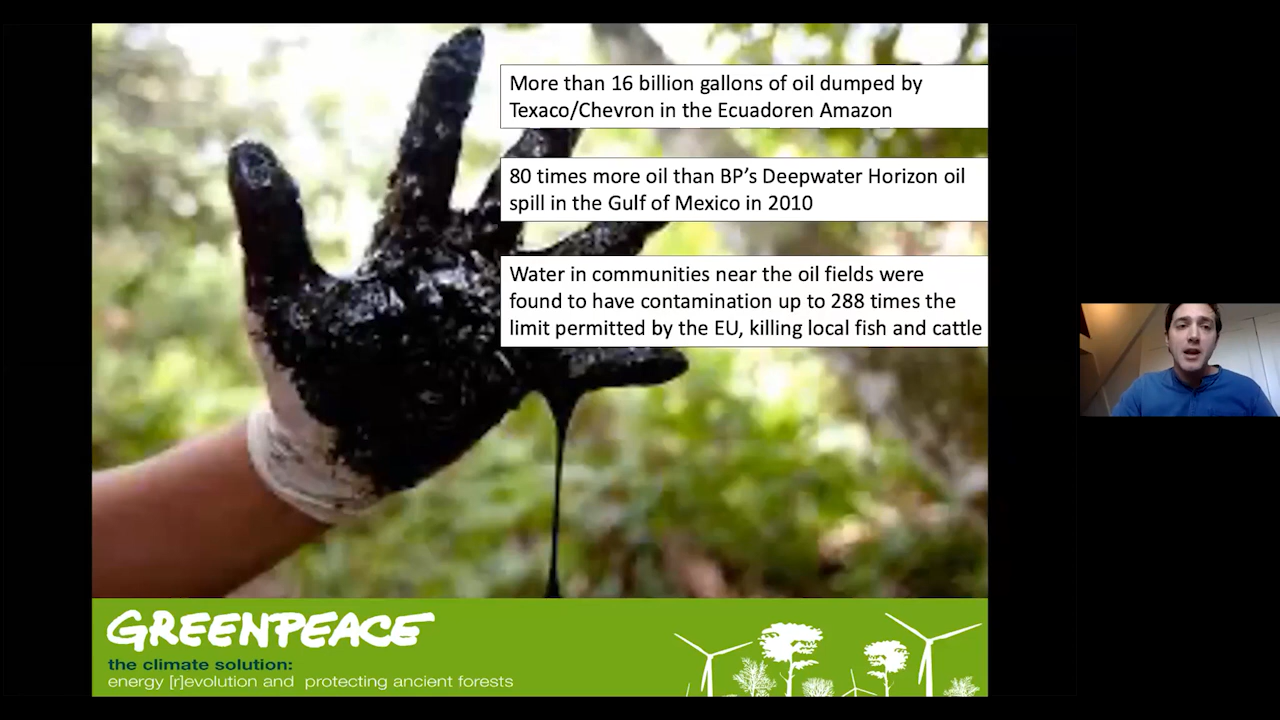 More than 16 billion gallons of oil dumped by
Texaco/Chevron in the Ecuadoren Amazon
80 times more oil than BP’s Deepwater Horizon oil
spill in the Gulf of Mexico in 2010
Water in communities near the oil fields were
found to have contamination up to 288 times the
limit permitted by the EU, killing local fish and cattle
GREENPEACE
the climate solution:
energy [r]evolution and protecting ancient forests